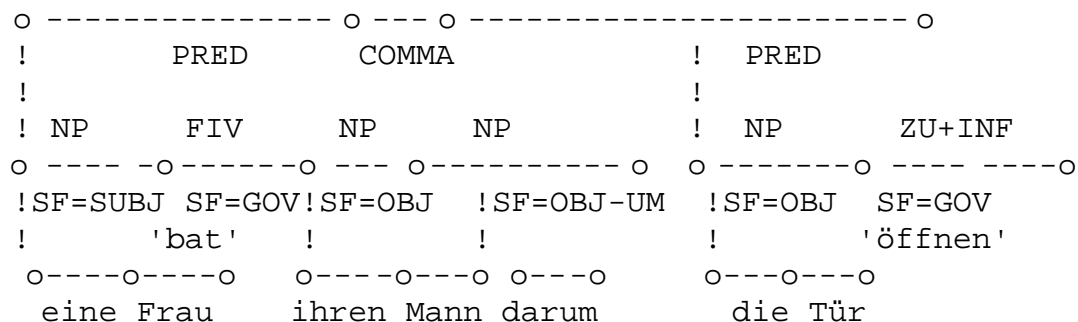 o ----------------- o --- o ------------------------- o
! PRED COMMA ! PRED
! !
! NP FIV NP NP ! NP ZU+INF
o ---- -o-------o --- o----------- o o -------o ---- ----o
!SF=SUBJ SF=GOV!SF=OBJ !SF=OBJ-UM !SF=OBJ SF=GOV
! 'bat' ! ! ! 'öffnen'
o----o----o o----o---o o---o o---o---o
eine Frau ihren Mann darum die Tür